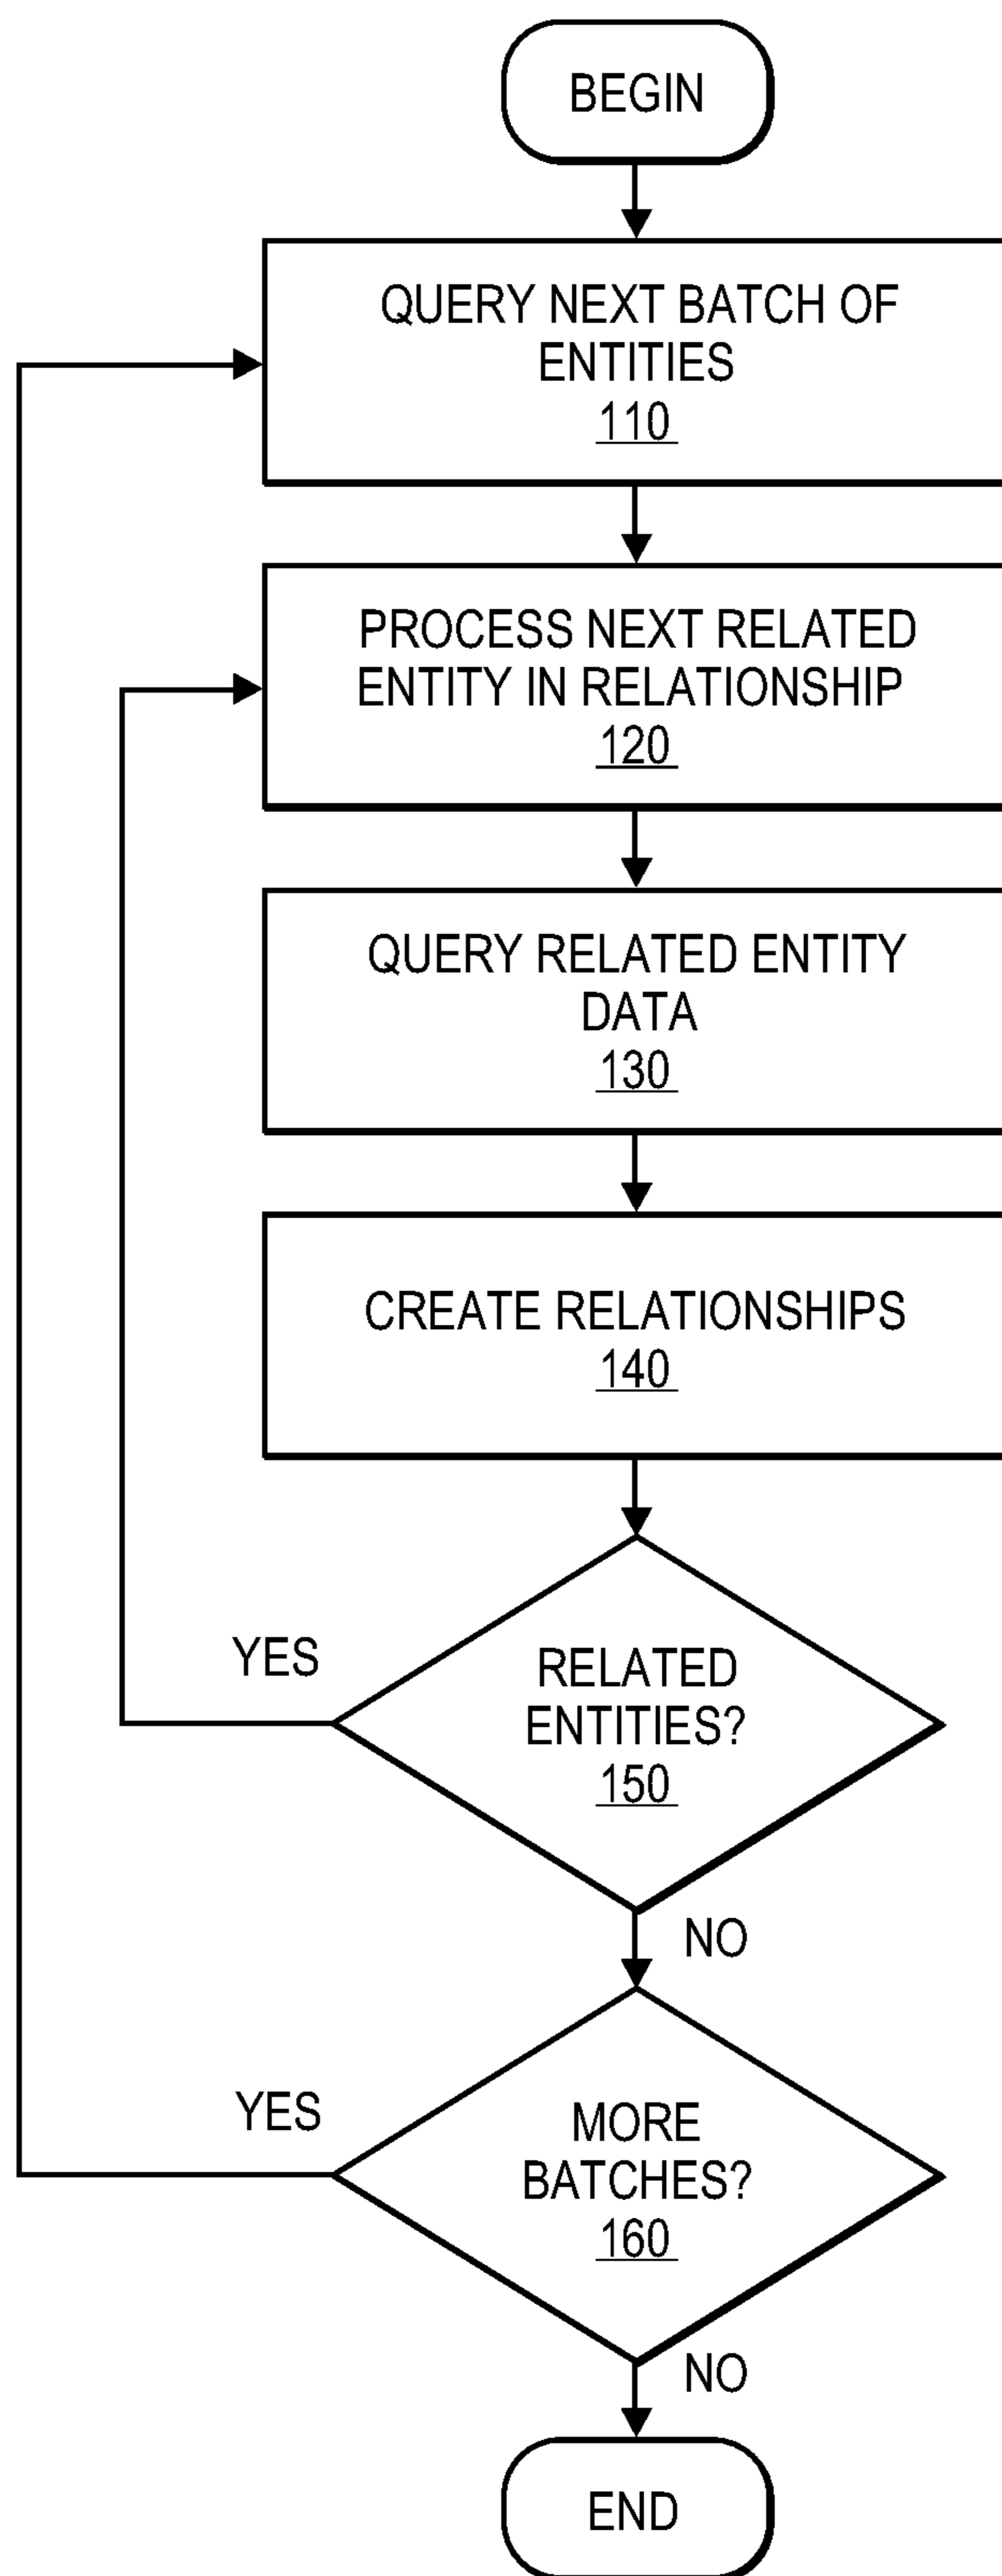 BEGIN
QUERY NEXT BATCH OF
ENTITIES
110
PROCESS NEXT RELATED
ENTITY IN RELATIONSHIP
120
QUERY RELATED ENTITY
DATA
130
CREATE RELATIONSHIPS
140
YES
RELATED
ENTITIES?
150
NO
YES
MORE
BATCHES?
160
NO
END